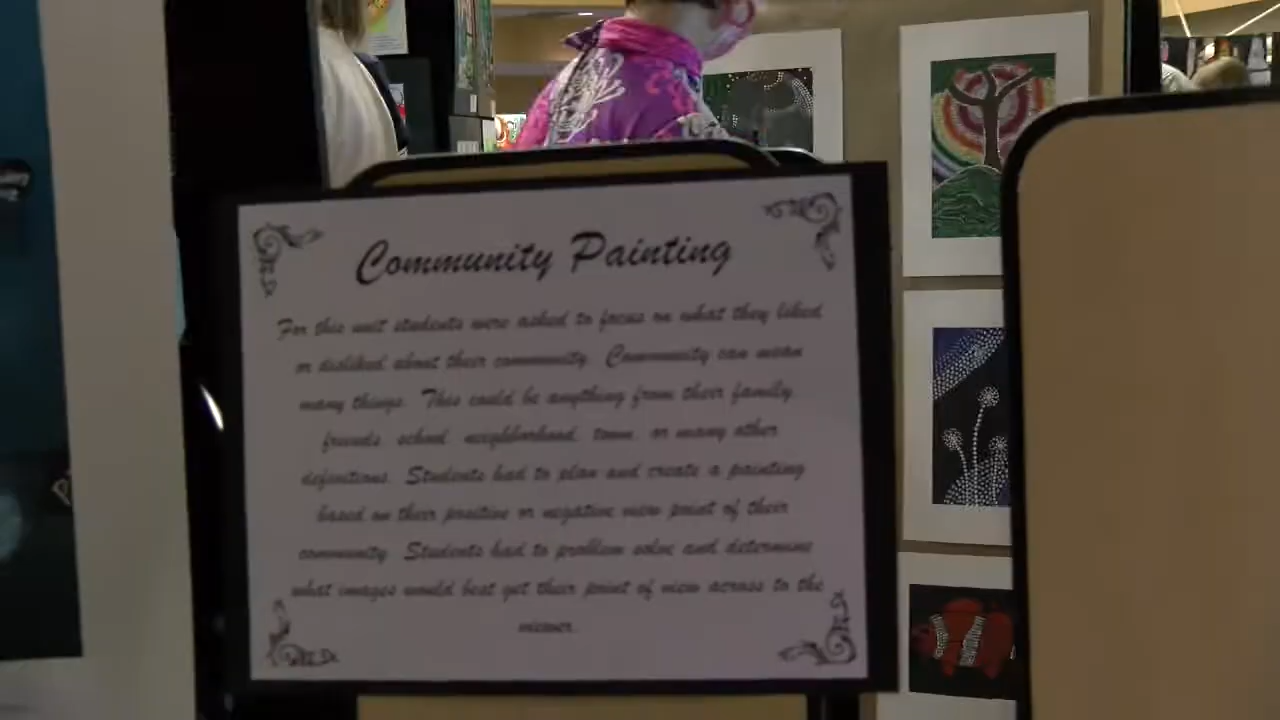 Community Painting
For this unit students were asked to focus on what they liked
or disliked about their community. Community can mean
many things. This could be anything from their family,
friends, school, neighborhood, town, or many other
definitions. Students had to plan and create a painting
based on their positive or negative view point of their
community. Students had to problem solve and determine
what images would best get their point of view across to the
viewer.